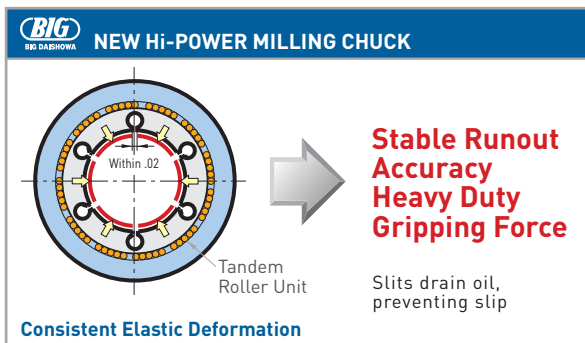 BIG
BIG DAISHOWA
NEW Hi-POWER MILLING CHUCK
Within .02
Tandem
Roller Unit
Consistent Elastic Deformation
Stable Runout
Accuracy
Heavy Duty
Gripping Force
Slits drain oil,
preventing slip